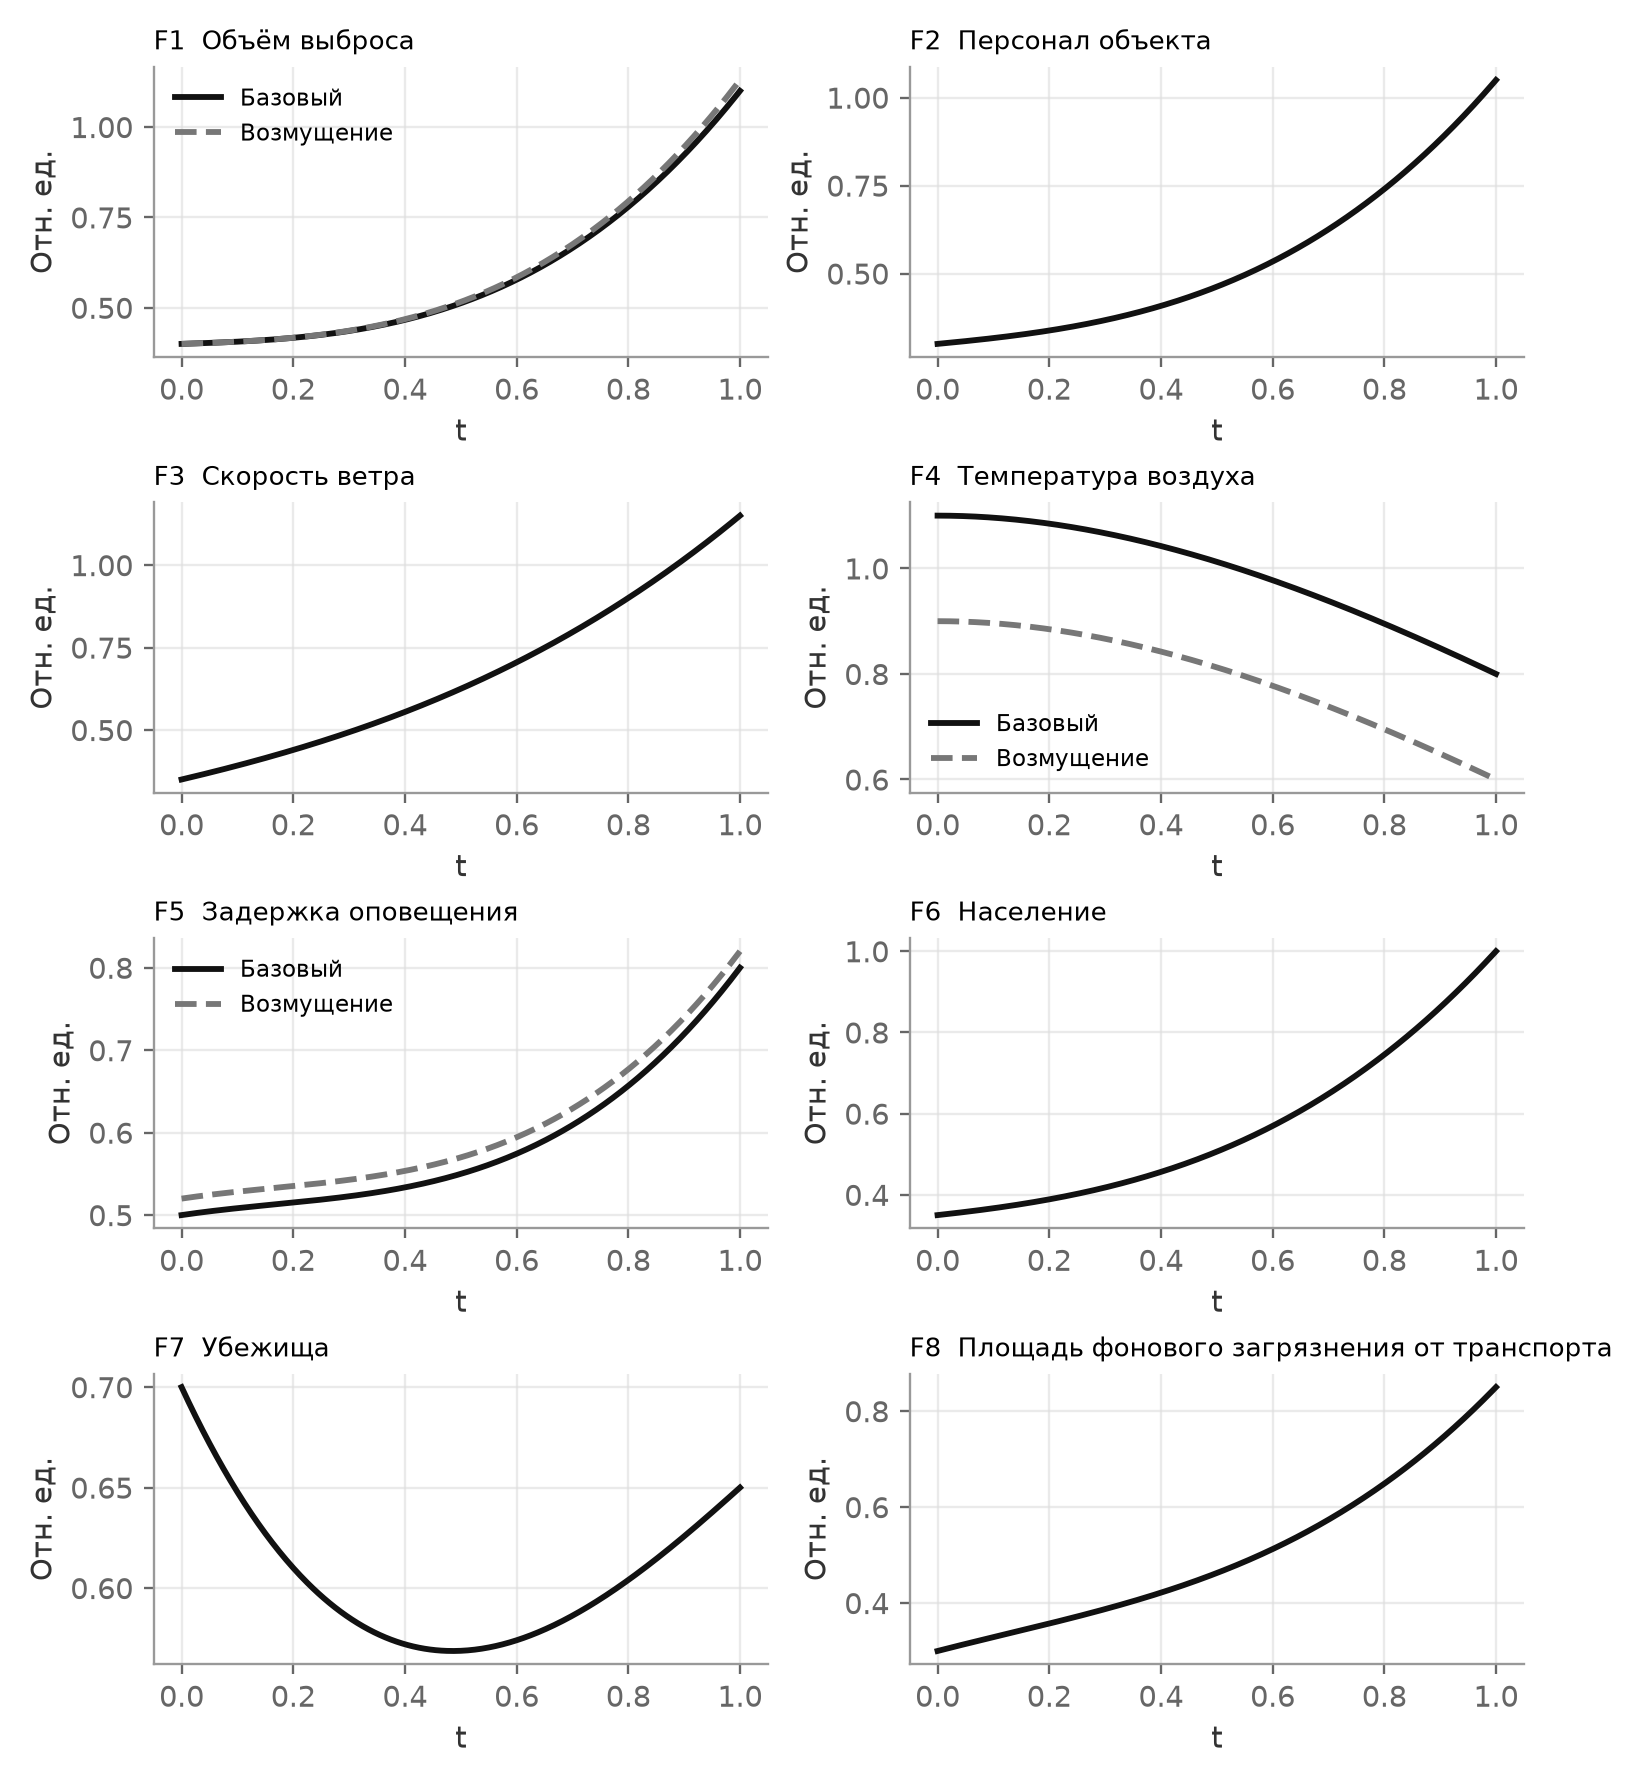 F1 Объём выброса
Базовый
Возмущение
1.00
0.75
0.50
Отн. ед.
0.0 0.2 0.4 0.6 0.8 1.0
t
F2 Персонал объекта
1.00
0.75
0.50
Отн. ед.
0.0 0.2 0.4 0.6 0.8 1.0
t
F3 Скорость ветра
1.00
0.75
0.50
Отн. ед.
0.0 0.2 0.4 0.6 0.8 1.0
t
F4 Температура воздуха
1.0
0.8
0.6
Отн. ед.
Базовый
Возмущение
0.0 0.2 0.4 0.6 0.8 1.0
t
F5 Задержка оповещения
Базовый
Возмущение
0.8
0.7
0.6
0.5
Отн. ед.
0.0 0.2 0.4 0.6 0.8 1.0
t
F6 Население
1.0
0.8
0.6
0.4
Отн. ед.
0.0 0.2 0.4 0.6 0.8 1.0
t
F7 Убежища
0.70
0.65
0.60
Отн. ед.
0.0 0.2 0.4 0.6 0.8 1.0
t
F8 Площадь фонового загрязнения от транспорта
0.8
0.6
0.4
Отн. ед.
0.0 0.2 0.4 0.6 0.8 1.0
t